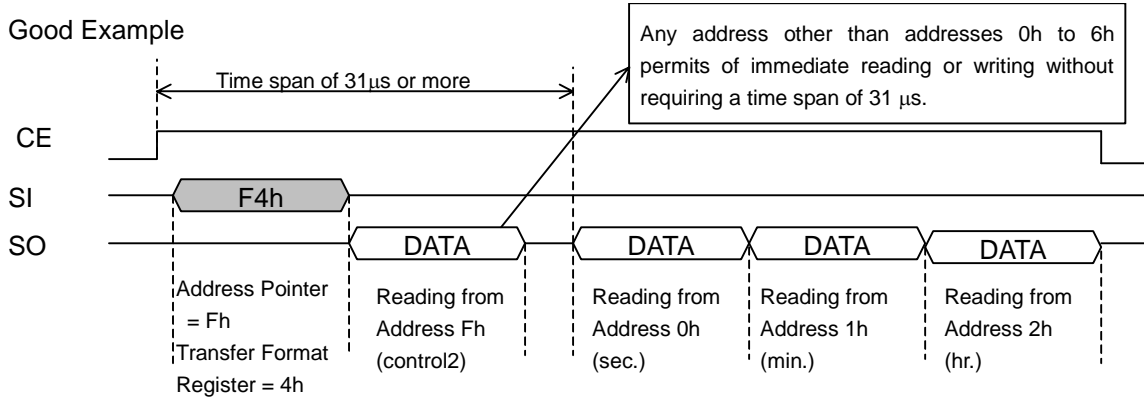 Good Example
Any address other than addresses 0h to 6h
permits of immediate reading or writing without
requiring a time span of 31 μs.
Time span of 31μs or more
CE
SI
F4h
SO
DATA
DATA
DATA
DATA
Address Pointer
= Fh
Transfer Format
Register = 4h
Reading from
Address Fh
(control2)
Reading from
Address 0h
(sec.)
Reading from
Address 1h
(min.)
Reading from
Address 2h
(hr.)